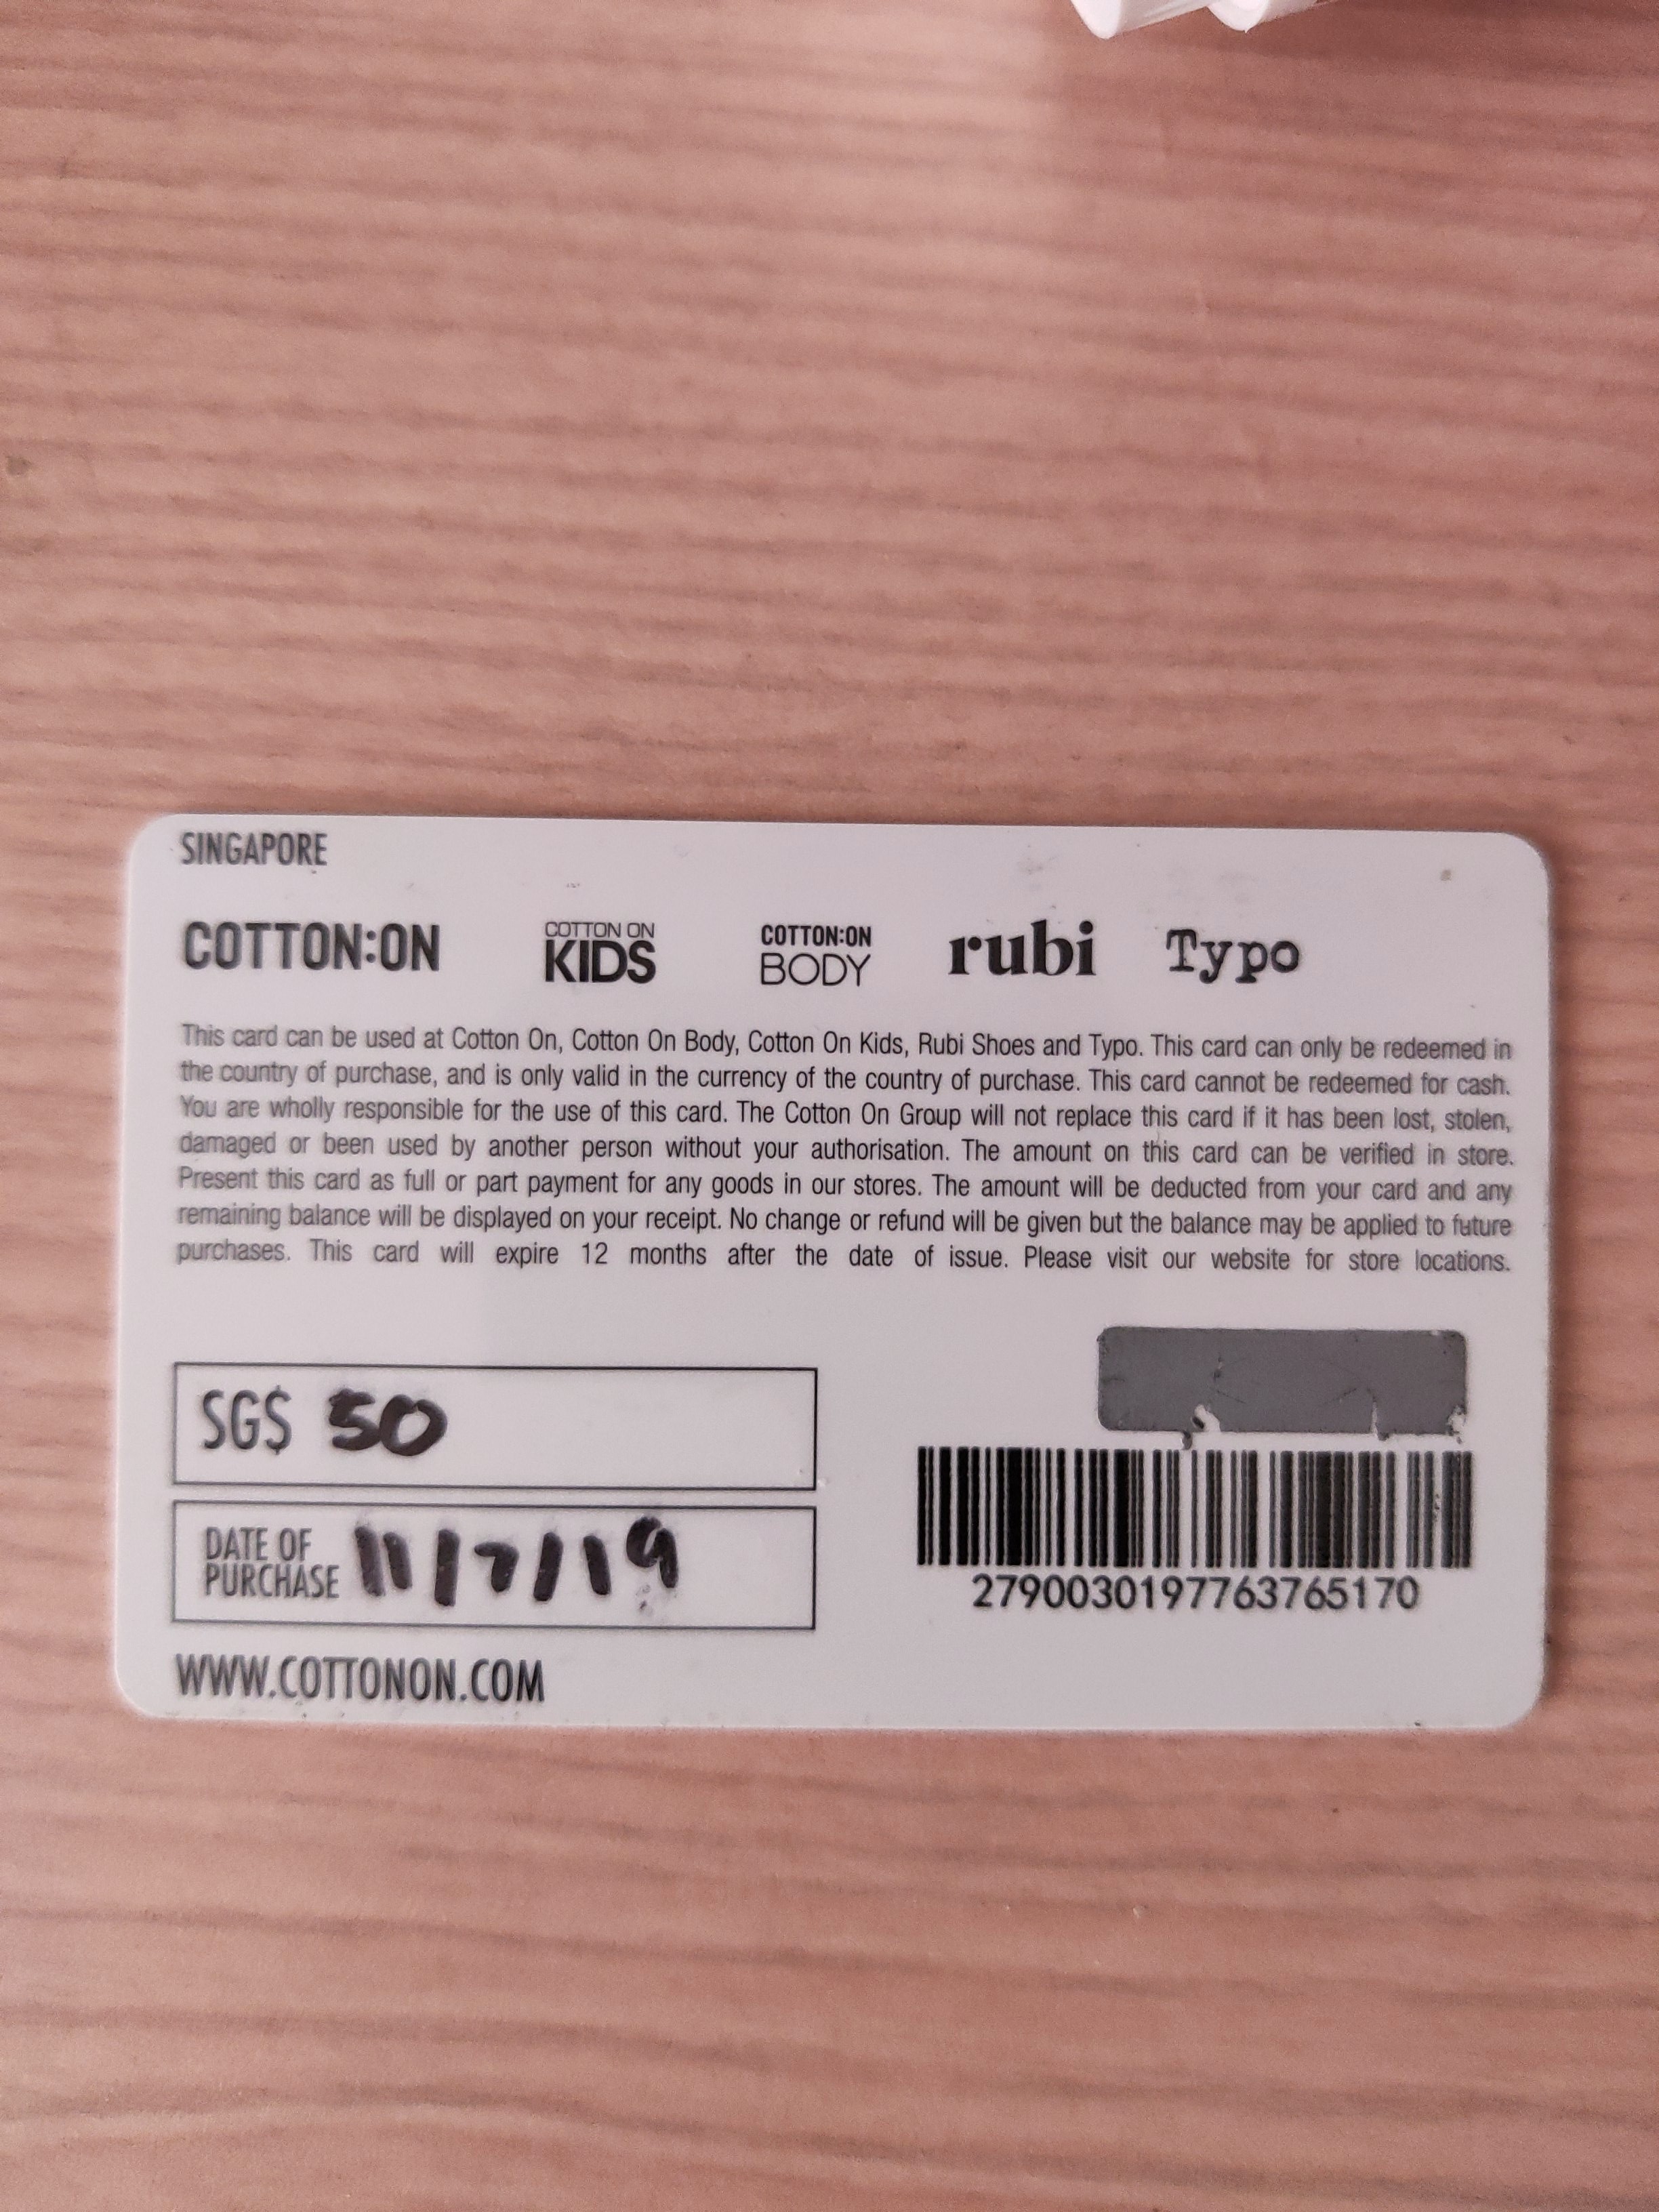 SINGAPORE
COTTON:ON COTTON ON KIDS COTTON:ON BODY rubi Typo
This card can be used at Cotton On, Cotton On Body, Cotton On Kids, Rubi Shoes and Typo. This card can only be redeemed in
the country of purchase, and is only valid in the currency of the country of purchase. This card cannot be redeemed for cash.
You are wholly responsible for the use of this card. The Cotton On Group will not replace this card if it has been lost, stolen,
damaged or been used by another person without your authorisation. The amount on this card can be verified in store.
Present this card as full or part payment for any goods in our stores. The amount will be deducted from your card and any
remaining balance will be displayed on your receipt. No change or refund will be given but the balance may be applied to future
purchases. This card will expire 12 months after the date of issue. Please visit our website for store locations.
SG$ 50
DATE OF
PURCHASE 11/7/19
2790030197763765170
WWW.COTTONON.COM